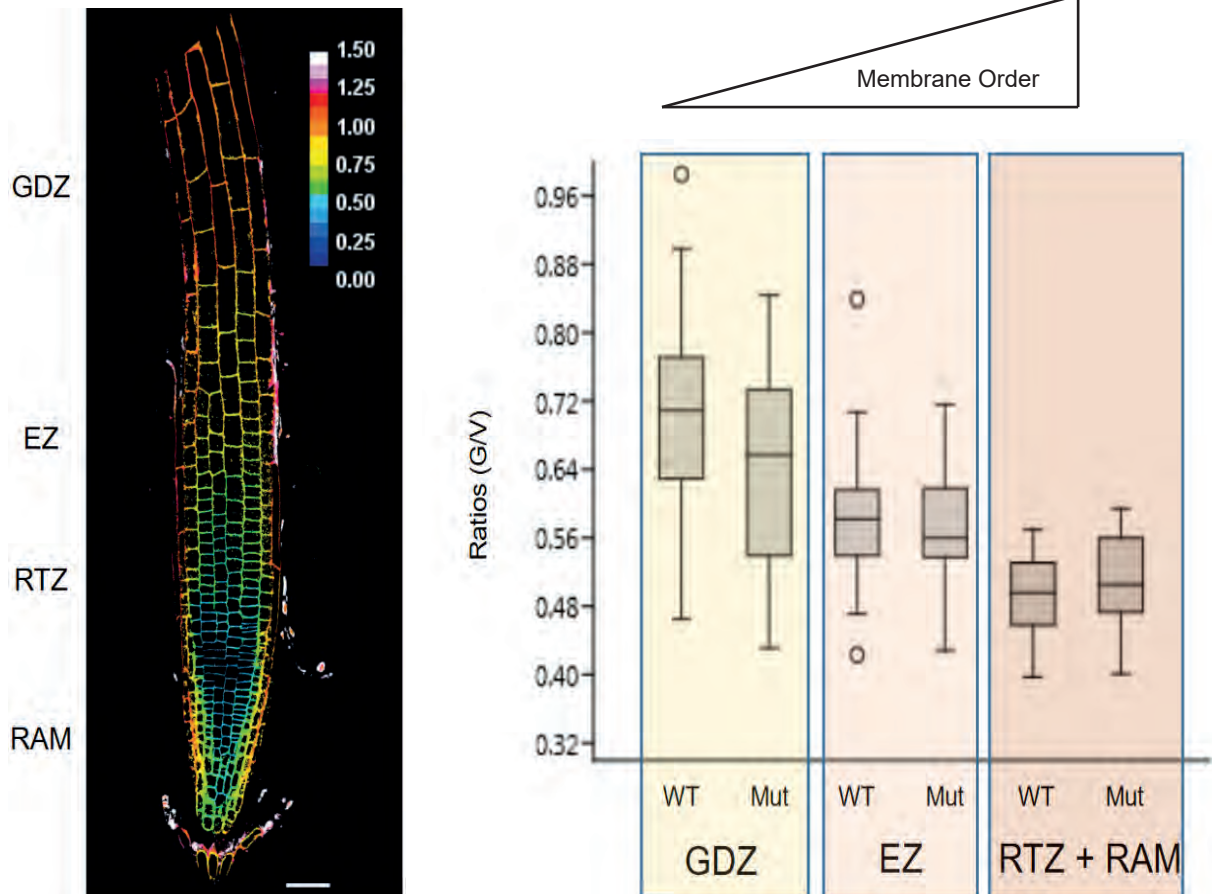 GDZ
EZ
RTZ
RAM
1.50
1.25
1.00
0.75
0.50
0.25
0.00
Membrane Order
Ratios (G/V)
0.96
0.88
0.80
0.72
0.64
0.56
0.48
0.40
0.32
WT Mut WT Mut WT Mut
GDZ EZ RTZ + RAM